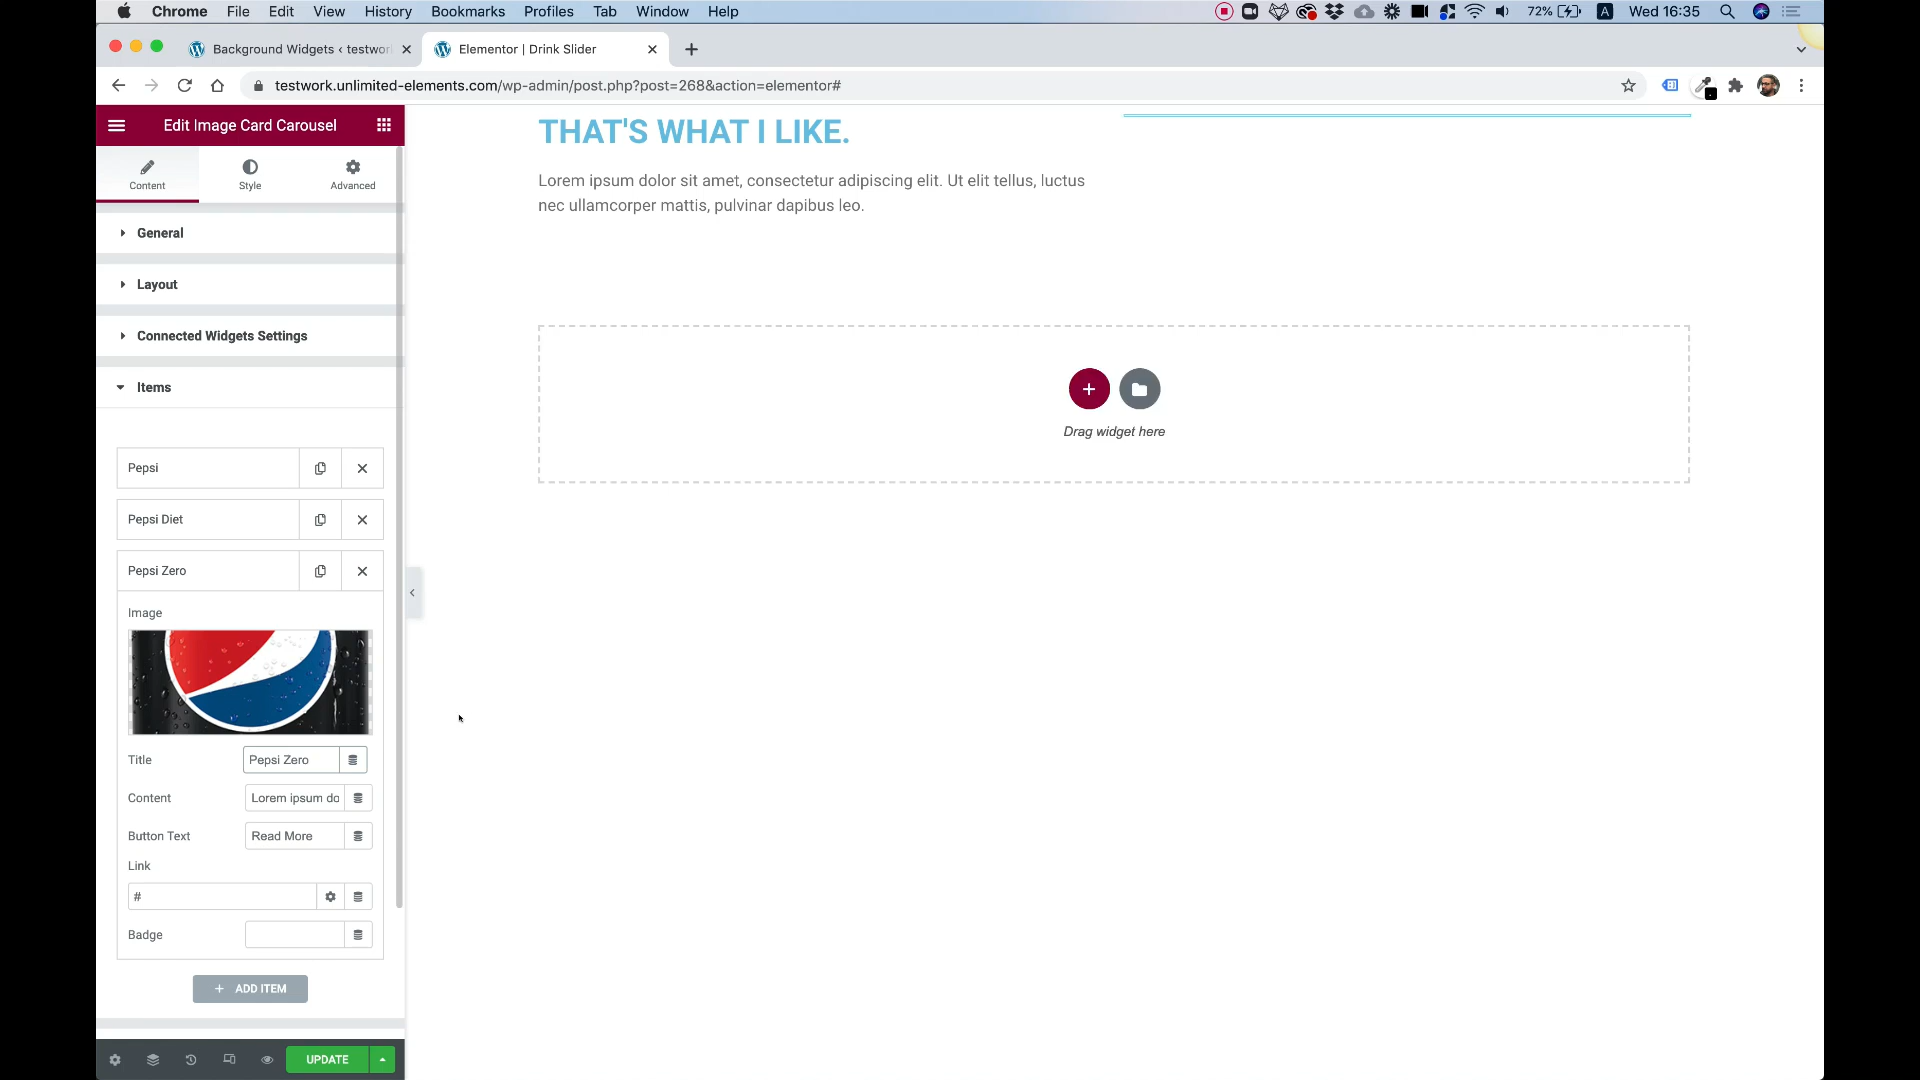 Chrome File Edit View History Bookmarks Profiles Tab Window Help 72% A Wed 16:35
Background Widgets ‹ testwor
Elementor | Drink Slider
testwork.unlimited-elements.com/wp-admin/post.php?post=268&action=elementor#
Edit Image Card Carousel
Content Style Advanced
General
Layout
Connected Widgets Settings
Items
Pepsi
Pepsi Diet
Pepsi Zero
Image
Title Pepsi Zero
Content Lorem ipsum do
Button Text Read More
Link
#
Badge
+ ADD ITEM
UPDATE
THAT'S WHAT I LIKE.
Lorem ipsum dolor sit amet, consectetur adipiscing elit. Ut elit tellus, luctus
nec ullamcorper mattis, pulvinar dapibus leo.
Drag widget here